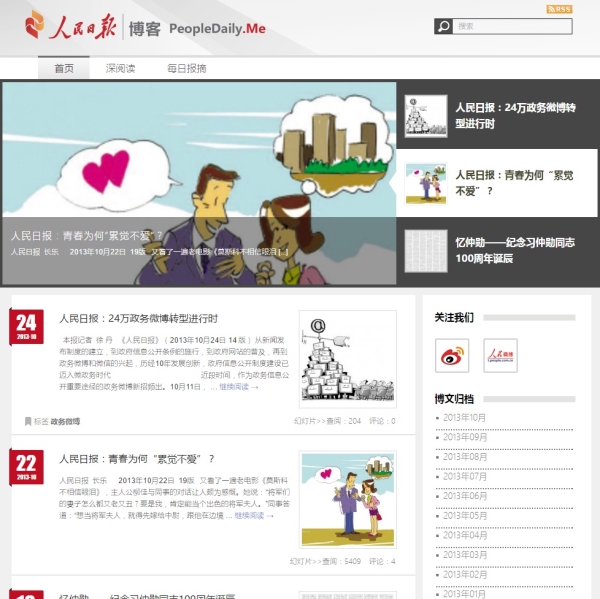 RSS
人民日报 博客 PeopleDaily.Me
搜索
首页 深阅读 每日报摘
人民日报：24万政务微博转
型进行时
人民日报：青春为何“累觉
不爱”？
忆仲勋——纪念习仲勋同志
100周年诞辰
人民日报：青春为何“累觉不爱”？
人民日报 长乐 2013年10月22日 19版 又看了一遍老电影《莫斯科不相信眼泪 [...]
24
2013-10
人民日报：24万政务微博转型进行时
本报记者 徐 丹 《人民日报》（2013年10月24日 14 版）从新闻发
布制度的建立，到政府信息公开条例的施行，到政府网站的普及，再到
政务微博和微信的兴起，历经10年发展创新，政府信息公开制度建设已
迈入微政务时代 近段时间，作为政务信息公
开重要途径的政务微博新招频出。10月11日，... 继续阅读 →
标签 政务微博
幻灯片>>查阅：204 评论：0
22
2013-10
人民日报：青春为何“累觉不爱”？
人民日报 长乐 2013年10月22日 19版 又看了一遍老电影《莫斯科
不相信眼泪》，主人公柳佳与同事的对话让人颇为感慨。她说：“将军们
的妻子怎么都又老又丑？要是我，肯定能当个出色的将军夫人。”同事答
道：“想当将军夫人，就得先嫁给中尉，跟他在边境 ... 继续阅读 →
幻灯片>>查阅：5409 评论：4
忆仲勋——纪念习仲勋同志100周年诞辰
关注我们
人民微博
博文归档
2013年10月
2013年09月
2013年08月
2013年07月
2013年06月
2013年05月
2013年04月
2013年03月
2013年02月
2013年01月